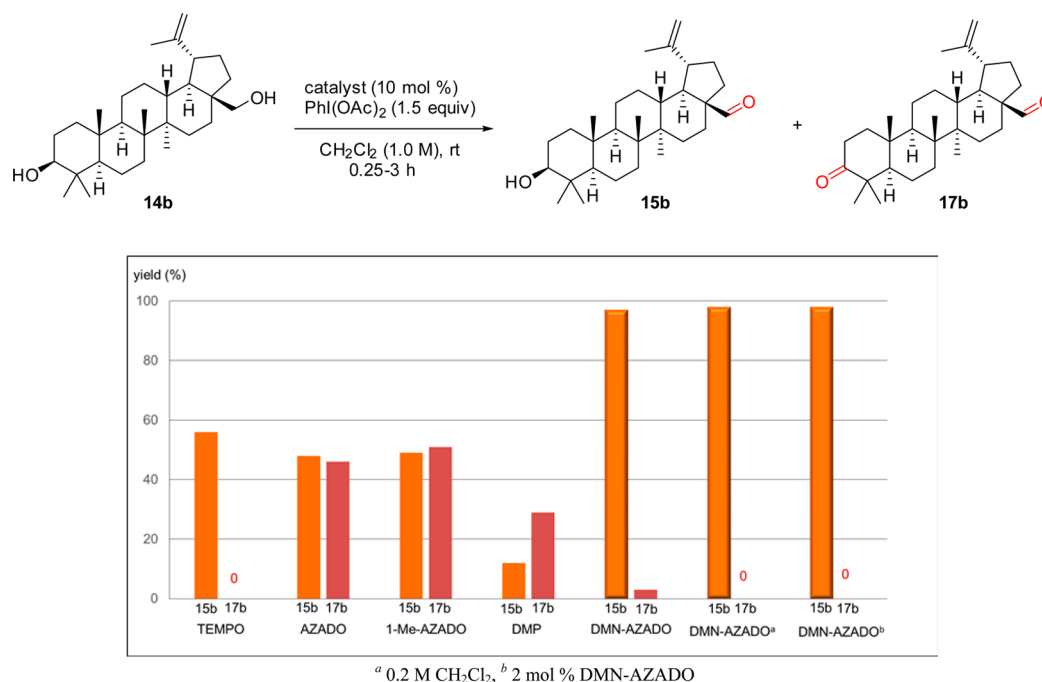 H
H
OH
HO
H
14b
catalyst (10 mol %)
PhI(OAc)₂ (1.5 equiv)
CH₂Cl₂ (1.0 M), rt
0.25-3 h
H
H
O
HO
H
15b
+
H
H
O
O
H
17b
yield (%)
100
80
60
40
20
0
0
0
0
15b 17b 15b 17b 15b 17b 15b 17b 15b 17b 15b 17b 15b 17b
TEMPO AZADO 1-Me-AZADO DMP DMN-AZADO DMN-AZADOᵃ DMN-AZADOᵇ
ᵃ 0.2 M CH₂Cl₂, ᵇ 2 mol % DMN-AZADO